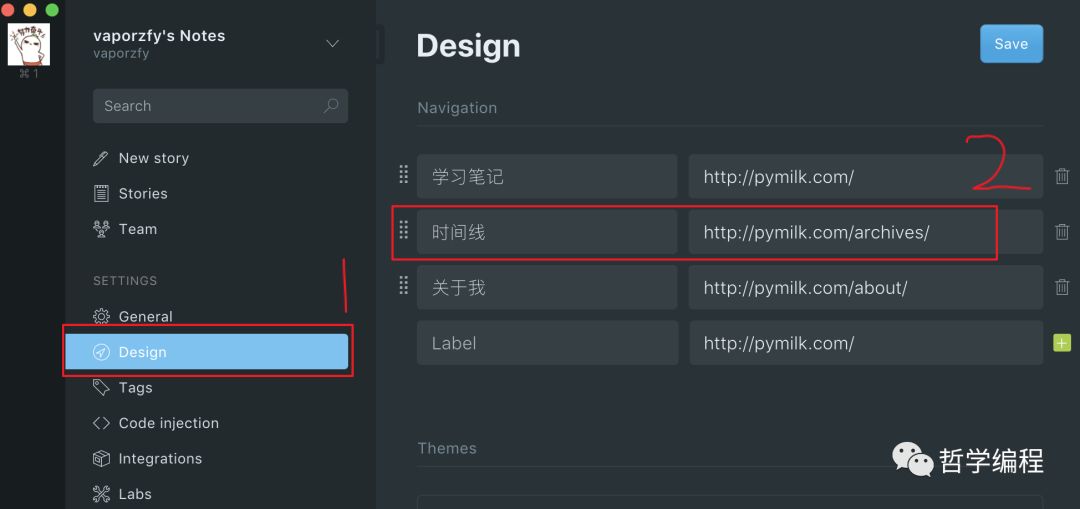 vaporzfy's Notes
vaporzfy
⌘1
Search
New story
Stories
Team
SETTINGS
General
Design
Tags
Code injection
Integrations
Labs
1
Design
Save
Navigation
2
学习笔记 http://pymilk.com/
时间线 http://pymilk.com/archives/
关于我 http://pymilk.com/about/
Label http://pymilk.com/
Themes
哲学编程